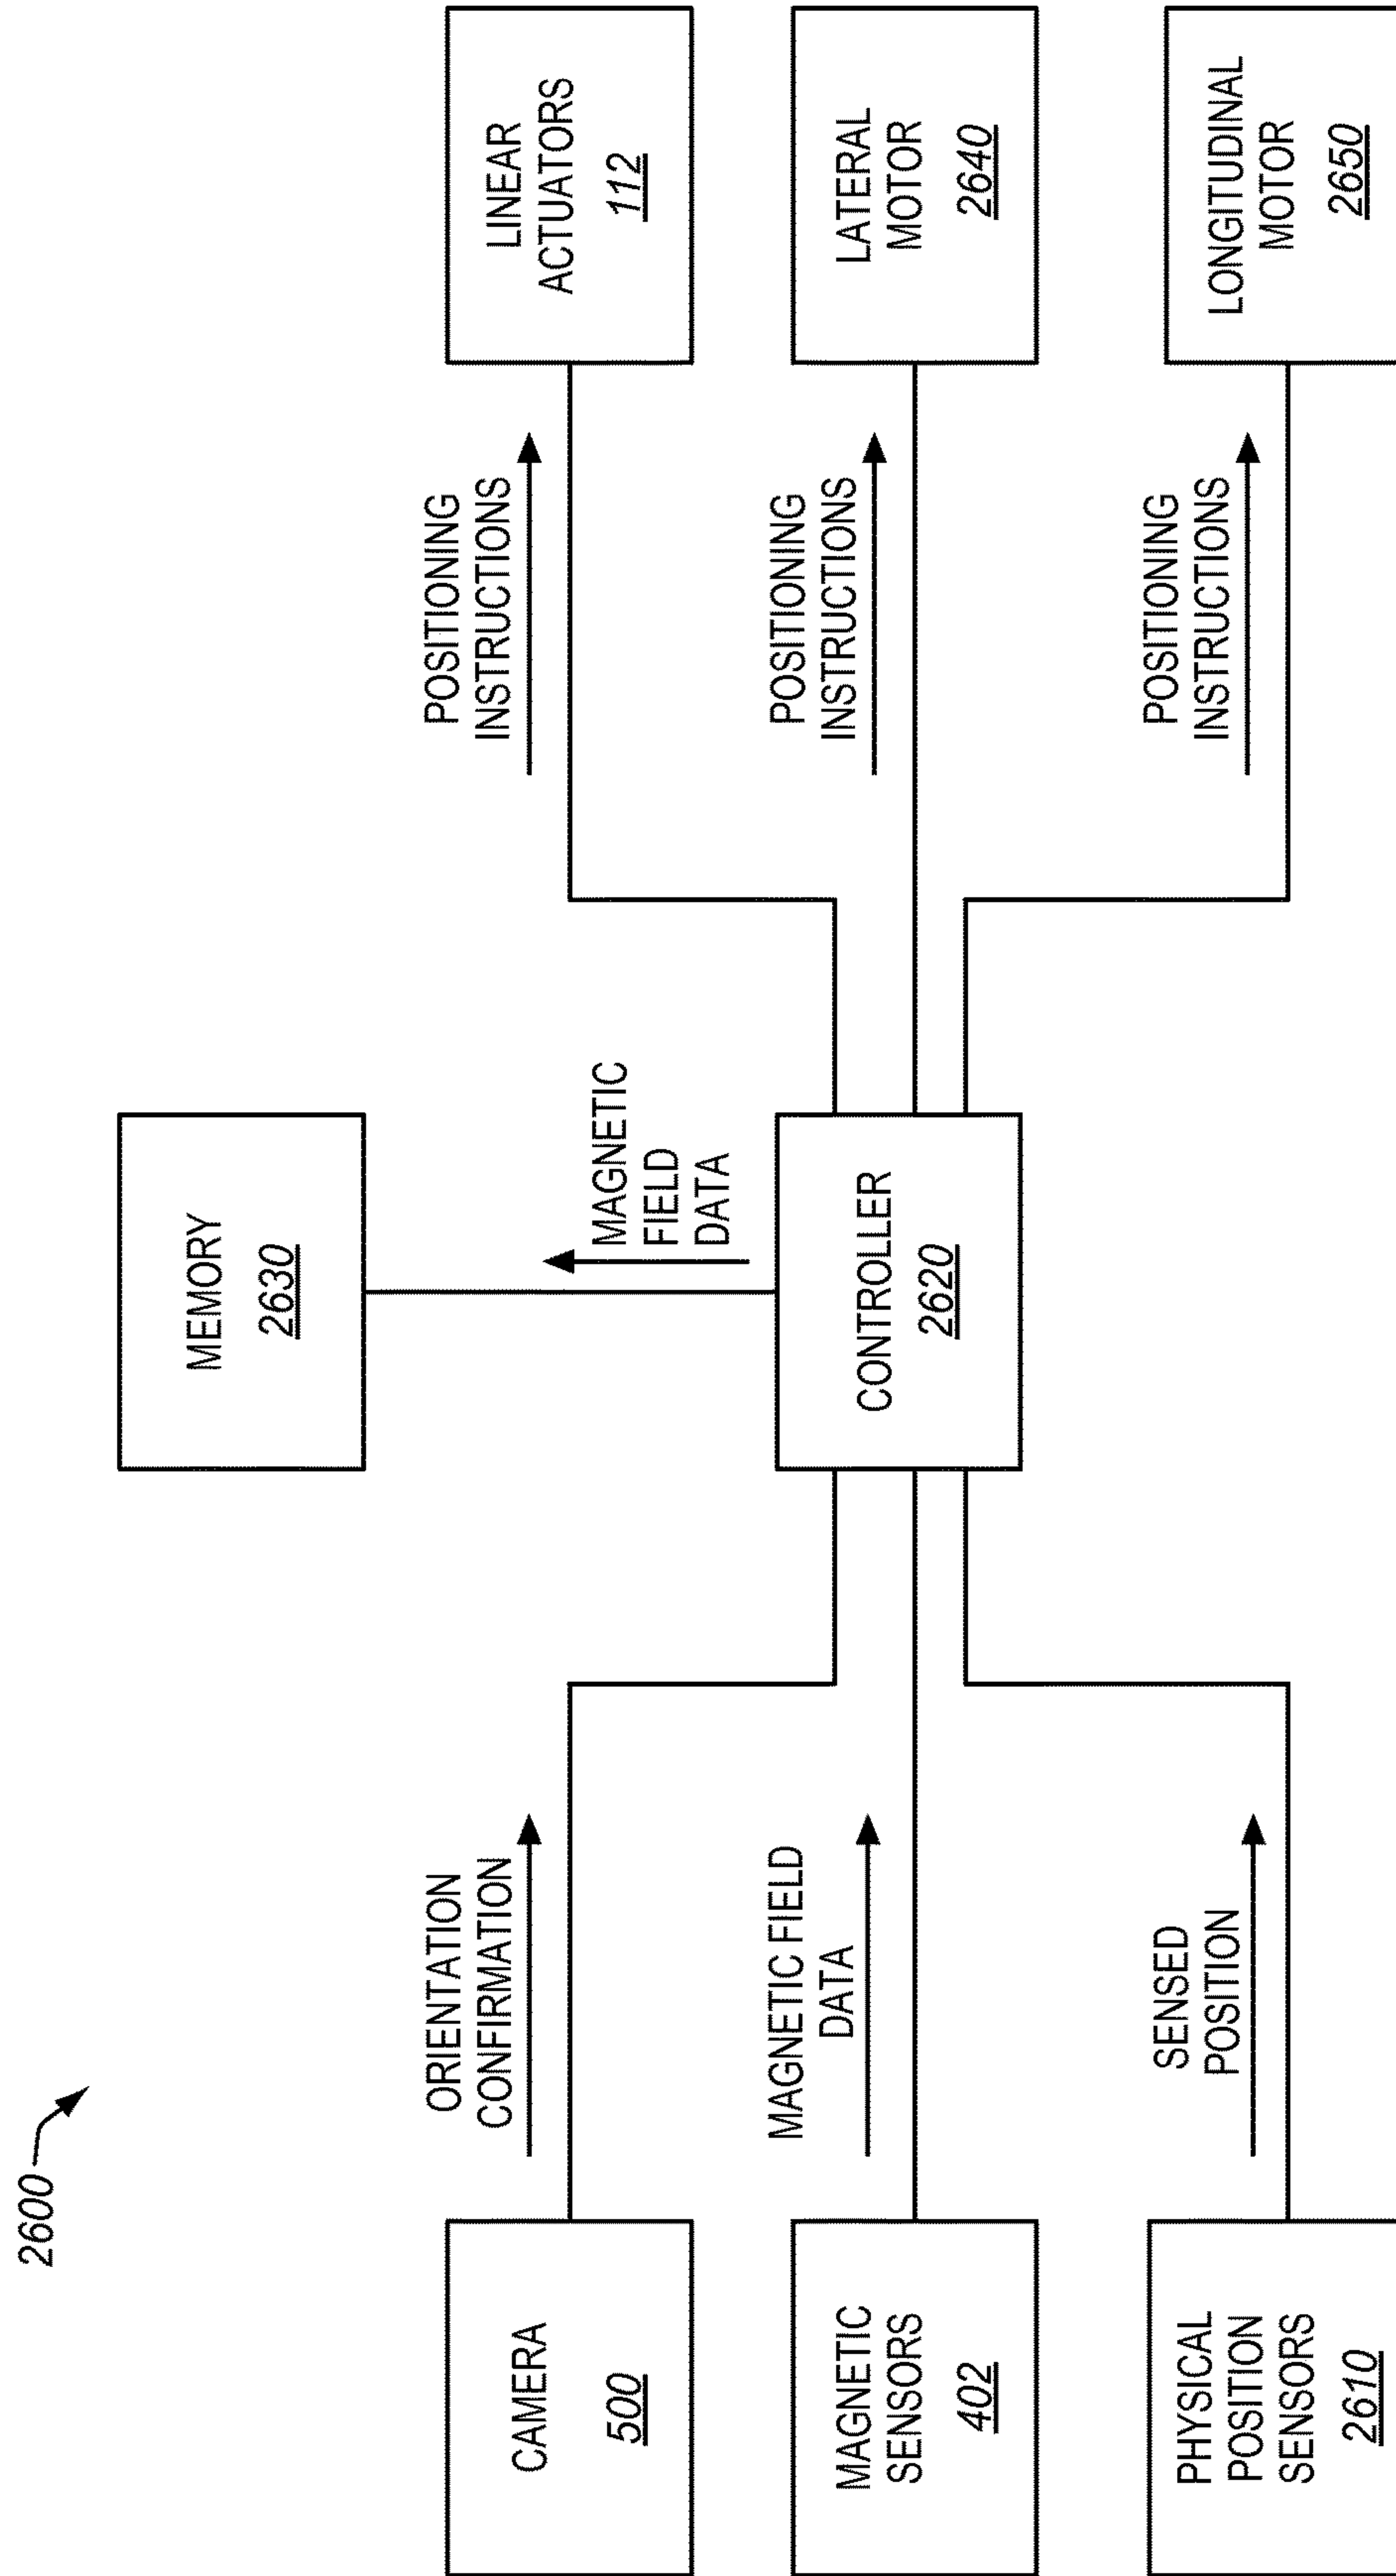 2600
MEMORY
2630
MAGNETIC
FIELD
DATA
CAMERA
500
ORIENTATION
CONFIRMATION
POSITIONING
INSTRUCTIONS
LINEAR
ACTUATORS
112
MAGNETIC
SENSORS
402
MAGNETIC FIELD
DATA
CONTROLLER
2620
POSITIONING
INSTRUCTIONS
LATERAL
MOTOR
2640
PHYSICAL
POSITION
SENSORS
2610
SENSED
POSITION
POSITIONING
INSTRUCTIONS
LONGITUDINAL
MOTOR
2650